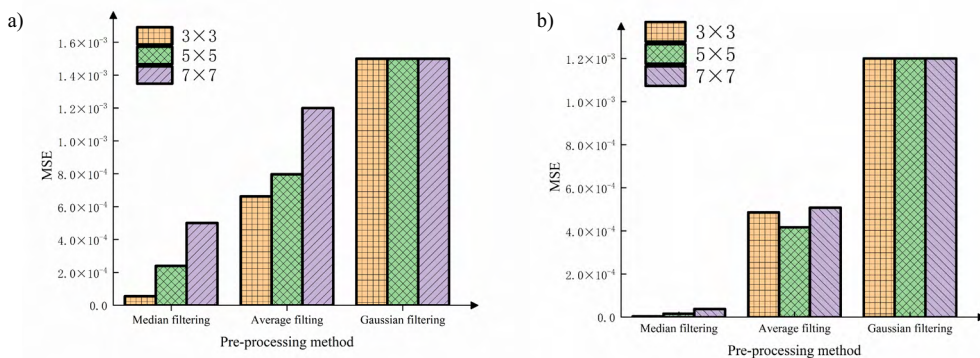 a)
3×3
5×5
7×7
1.6×10⁻³
1.4×10⁻³
1.2×10⁻³
1.0×10⁻³
8.0×10⁻⁴
6.0×10⁻⁴
4.0×10⁻⁴
2.0×10⁻⁴
0.0
MSE
Median filtering Average filting Gaussian filtering
Pre-processing method
b)
3×3
5×5
7×7
1.2×10⁻³
1.0×10⁻³
8.0×10⁻⁴
6.0×10⁻⁴
4.0×10⁻⁴
2.0×10⁻⁴
0.0
MSE
Median filtering Average filting Gaussian filtering
Pre-processing method